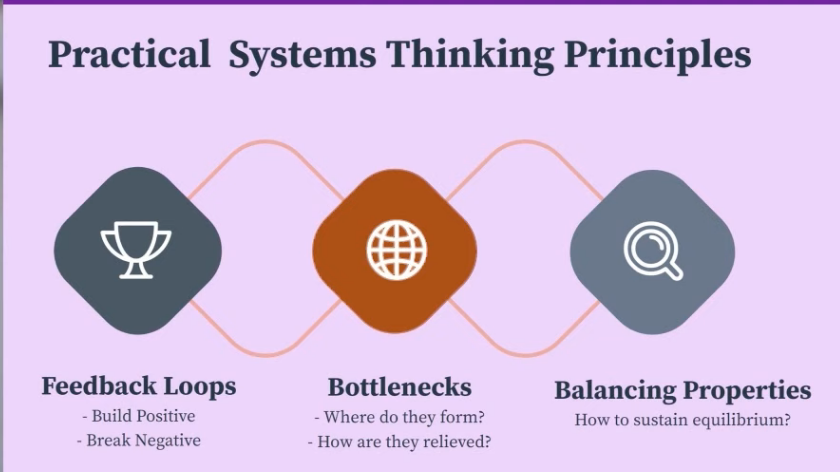 Practical Systems Thinking Principles
Feedback Loops
- Build Positive
- Break Negative
Bottlenecks
- Where do they form?
- How are they relieved?
Balancing Properties
How to sustain equilibrium?